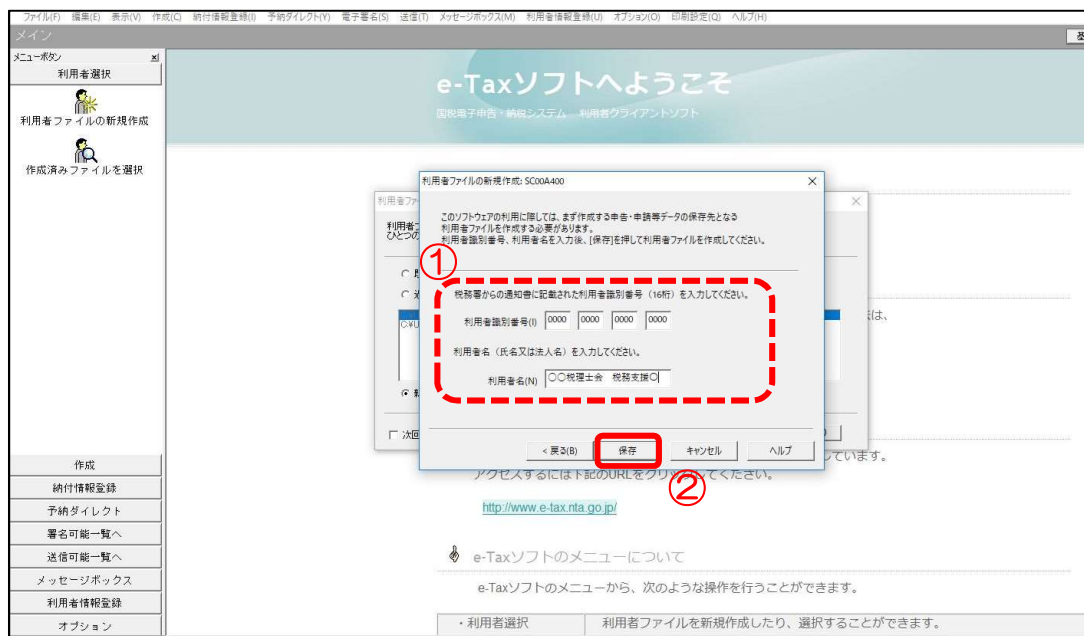 ファイル(F) 編集(E) 表示(V) 作成(C) 納付情報登録(I) 予納ダイレクト(Y) 電子署名(S) 送信(T) メッセージボックス(M) 利用者情報登録(U) オプション(O) 印刷設定(Q) ヘルプ(H)
メイン
メニューボタン
利用者選択
利用者ファイルの新規作成
作成済みファイルを選択
作成
納付情報登録
予納ダイレクト
署名可能一覧へ
送信可能一覧へ
メッセージボックス
利用者情報登録
オプション
e-Taxソフトへようこそ
国税電子申告・納税システム 利用者クライアントソフト
利用者ファ
利用者フ
ひとつの
C:¥U
次回
利用者ファイルの新規作成: SC00A400
このソフトウェアの利用に際しては、まず作成する申告・申請等データの保存先となる
利用者ファイルを作成する必要があります。
利用者識別番号、利用者名を入力後、[保存]を押して利用者ファイルを作成してください。
①
税務署からの通知書に記載された利用者識別番号(16桁)を入力してください。
利用者識別番号(I) 0000 0000 0000 0000
利用者名(氏名又は法人名)を入力してください。
利用者名(N) 〇〇税理士会 税務支援〇
< 戻る(B) 保存 キャンセル ヘルプ
②
は、
しています。
アクセスするには下記のURLをクリックしてください。
http://www.e-tax.nta.go.jp/
e-Taxソフトのメニューについて
e-Taxソフトのメニューから、次のような操作を行うことができます。
・利用者選択 利用者ファイルを新規作成したり、選択することができます。